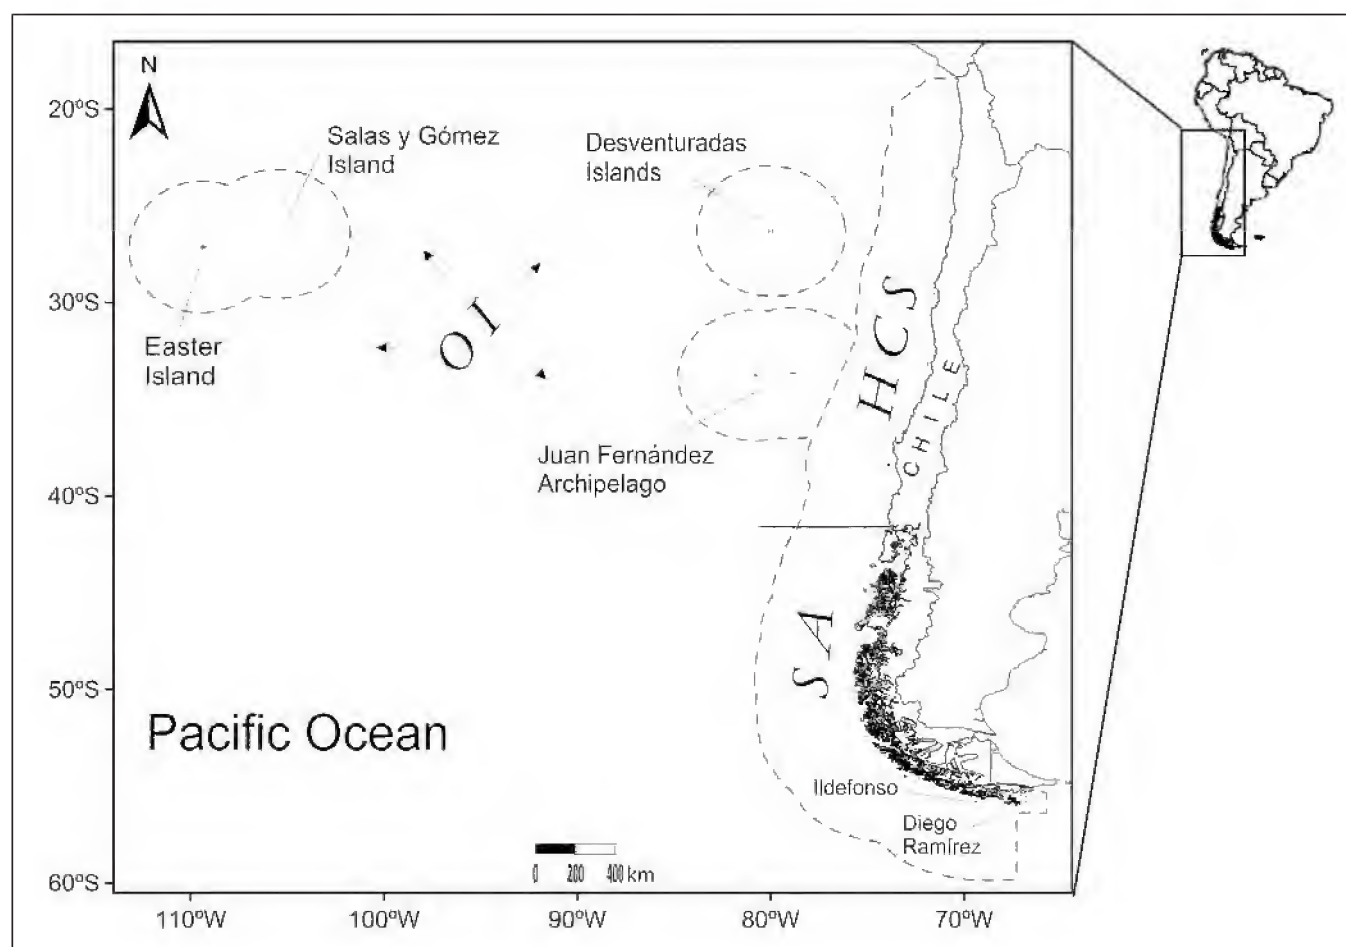 N
20ºS
30ºS
40ºS
50ºS
60ºS
Salas y Gómez
Island
Desventuradas
Islands
Easter
Island
OI
HCS
CHILE
Juan Fernández
Archipelago
SA
Pacific Ocean
Ildefonso
Diego
Ramírez
0 200 400 km
110ºW 100ºW 90ºW 80ºW 70ºW